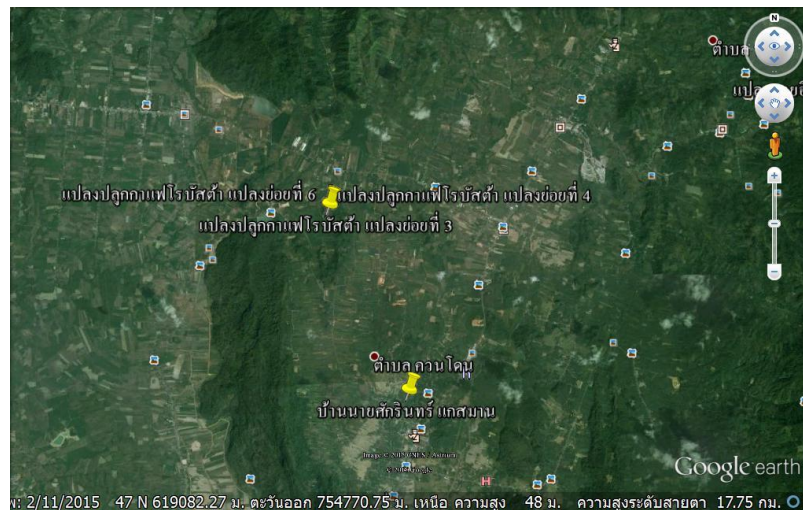 N
ตำบล
แปลงปลูกกาแฟโรบัสต้า แปลงย่อยที่ 6
แปลงปลูกกาแฟโรบัสต้า แปลงย่อยที่ 4
แปลงปลูกกาแฟโรบัสต้า แปลงย่อยที่ 3
ตำบล ควนโดน
H
บ้านนายศักรินทร์ แกสมาน
Google earth
H
2/11/2015 47 N 619082.27 ม. ตะวันออก 754770.75 ม. เหนือ ความสูง 48 ม. ความสูงระดับสายตา 17.75 กม.